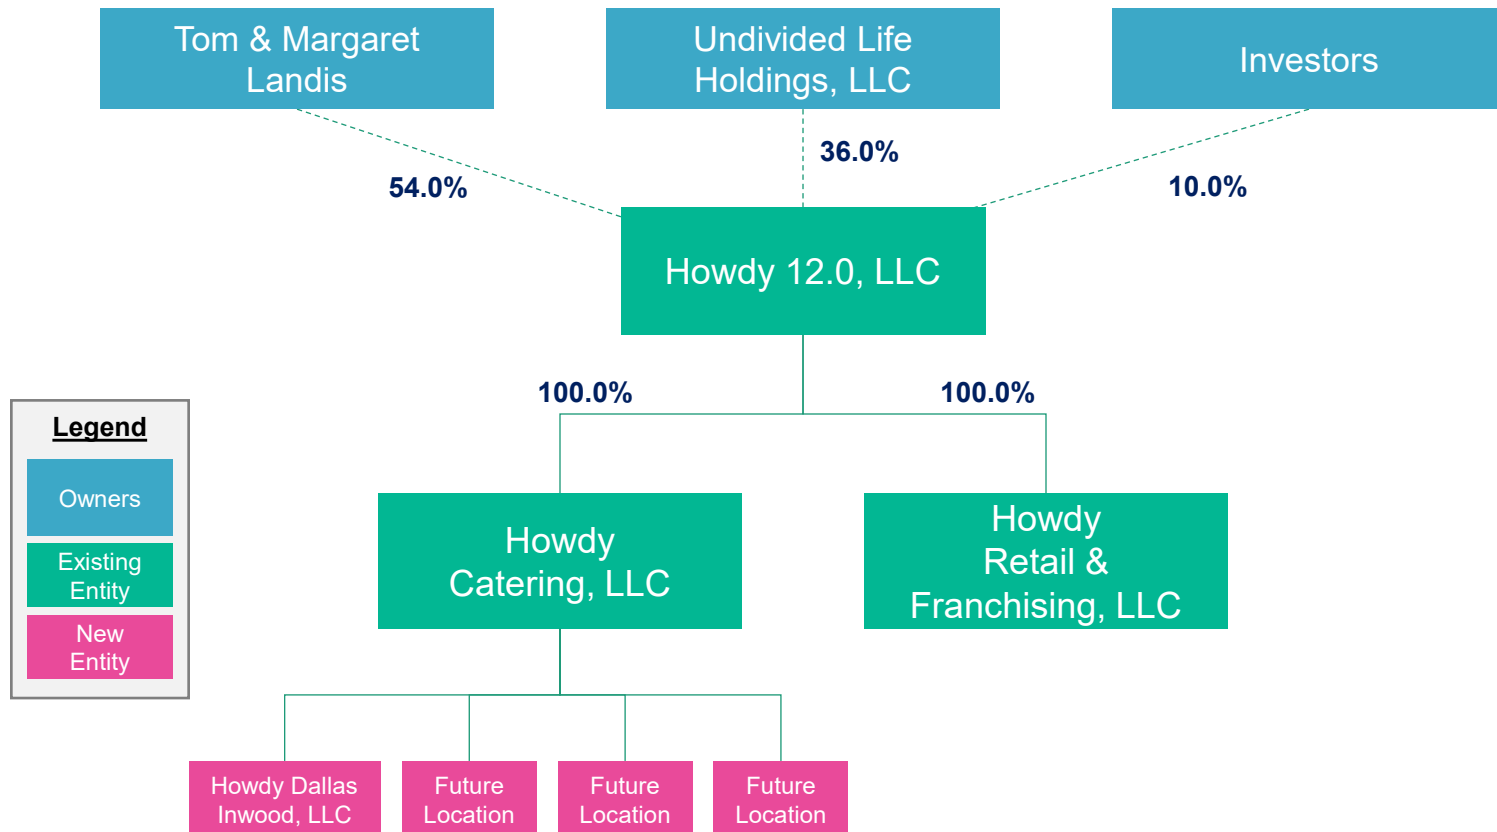 Tom & Margaret
Landis
Undivided Life
Holdings, LLC
Investors
54.0%
36.0%
10.0%
Howdy 12.0, LLC
100.0%
100.0%
Legend
Owners
Existing
Entity
New
Entity
Howdy
Catering, LLC
Howdy
Retail &
Franchising, LLC
Howdy Dallas
Inwood, LLC
Future
Location
Future
Location
Future
Location